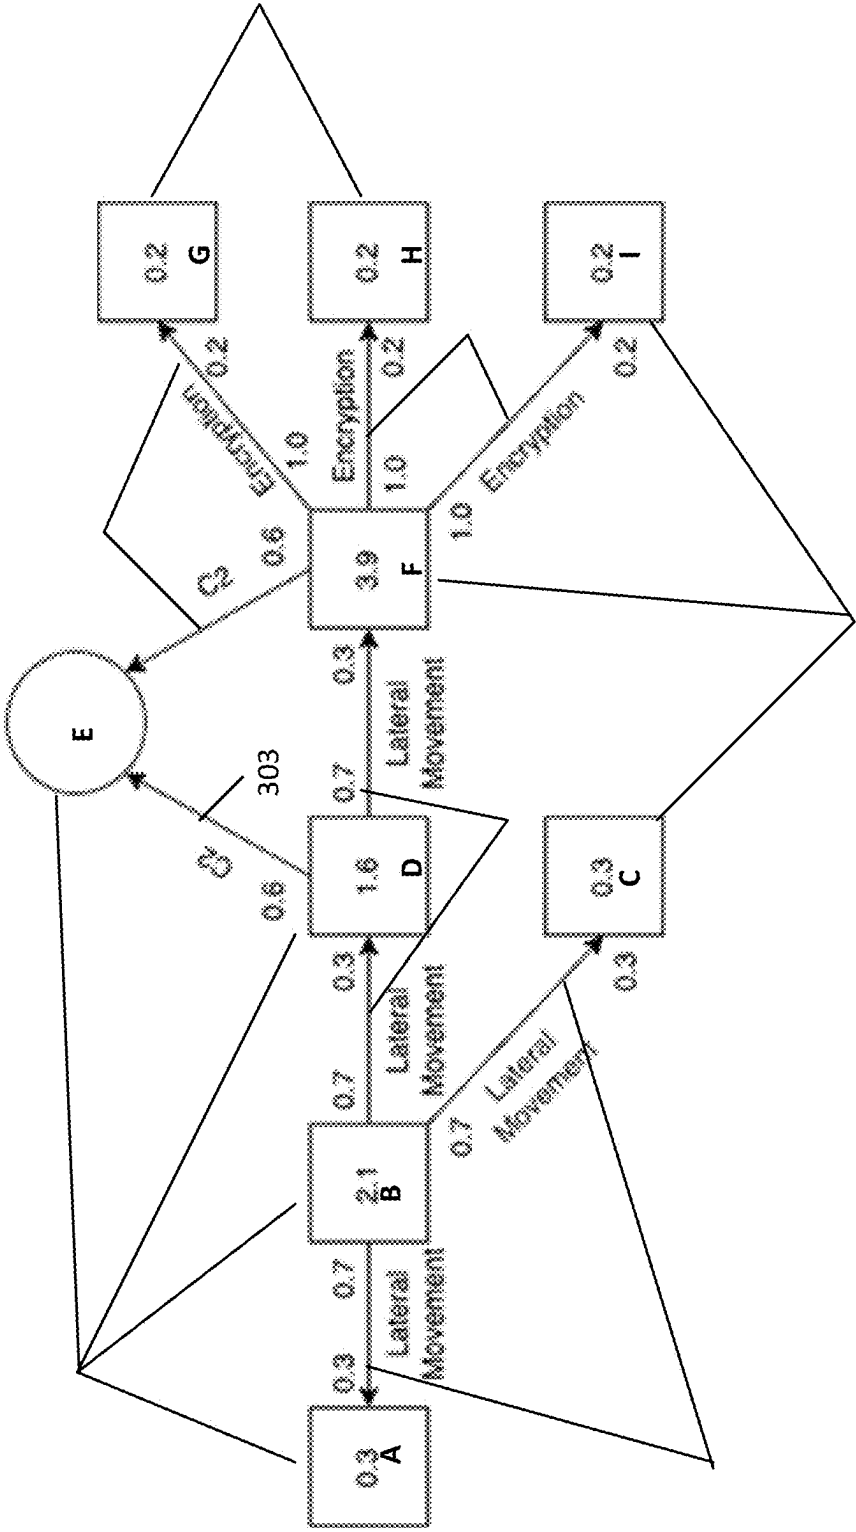 E
0.2
G
C2
C2
Encryption
0.2
0.6
303
0.6
1.0
0.3
0.7
0.7
0.3
0.7
0.3
Encryption
0.3
2.1
1.6
3.9
0.2
A
B
D
F
H
Lateral
Movement
Lateral
Movement
Lateral
Movement
1.0
0.2
0.7
1.0
Lateral
Movement
Encryption
0.3
C
0.2
I
0.3
0.2